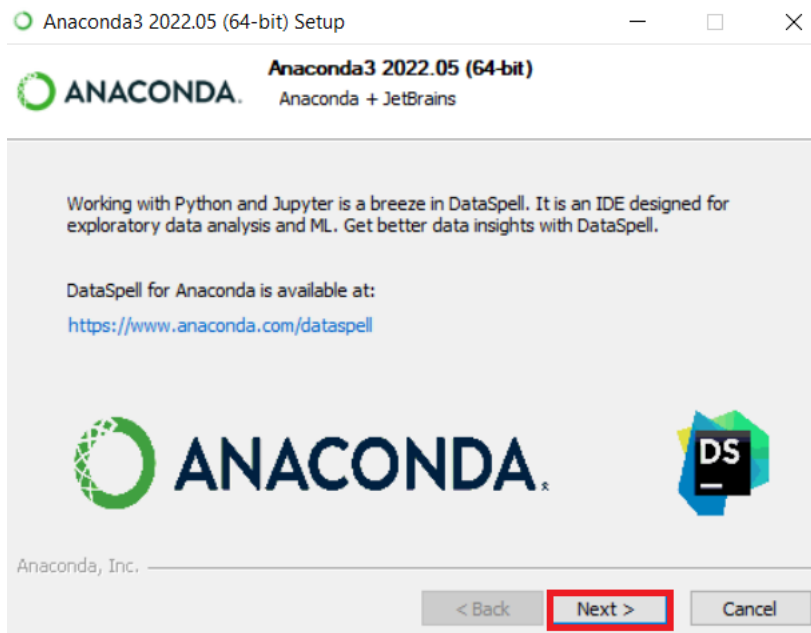 Anaconda3 2022.05 (64-bit) Setup
ANACONDA.
Anaconda3 2022.05 (64-bit)
Anaconda + JetBrains
Working with Python and Jupyter is a breeze in DataSpell. It is an IDE designed for
exploratory data analysis and ML. Get better data insights with DataSpell.
DataSpell for Anaconda is available at:
https://www.anaconda.com/dataspell
ANACONDA.
DS
Anaconda, Inc.
< Back
Next >
Cancel